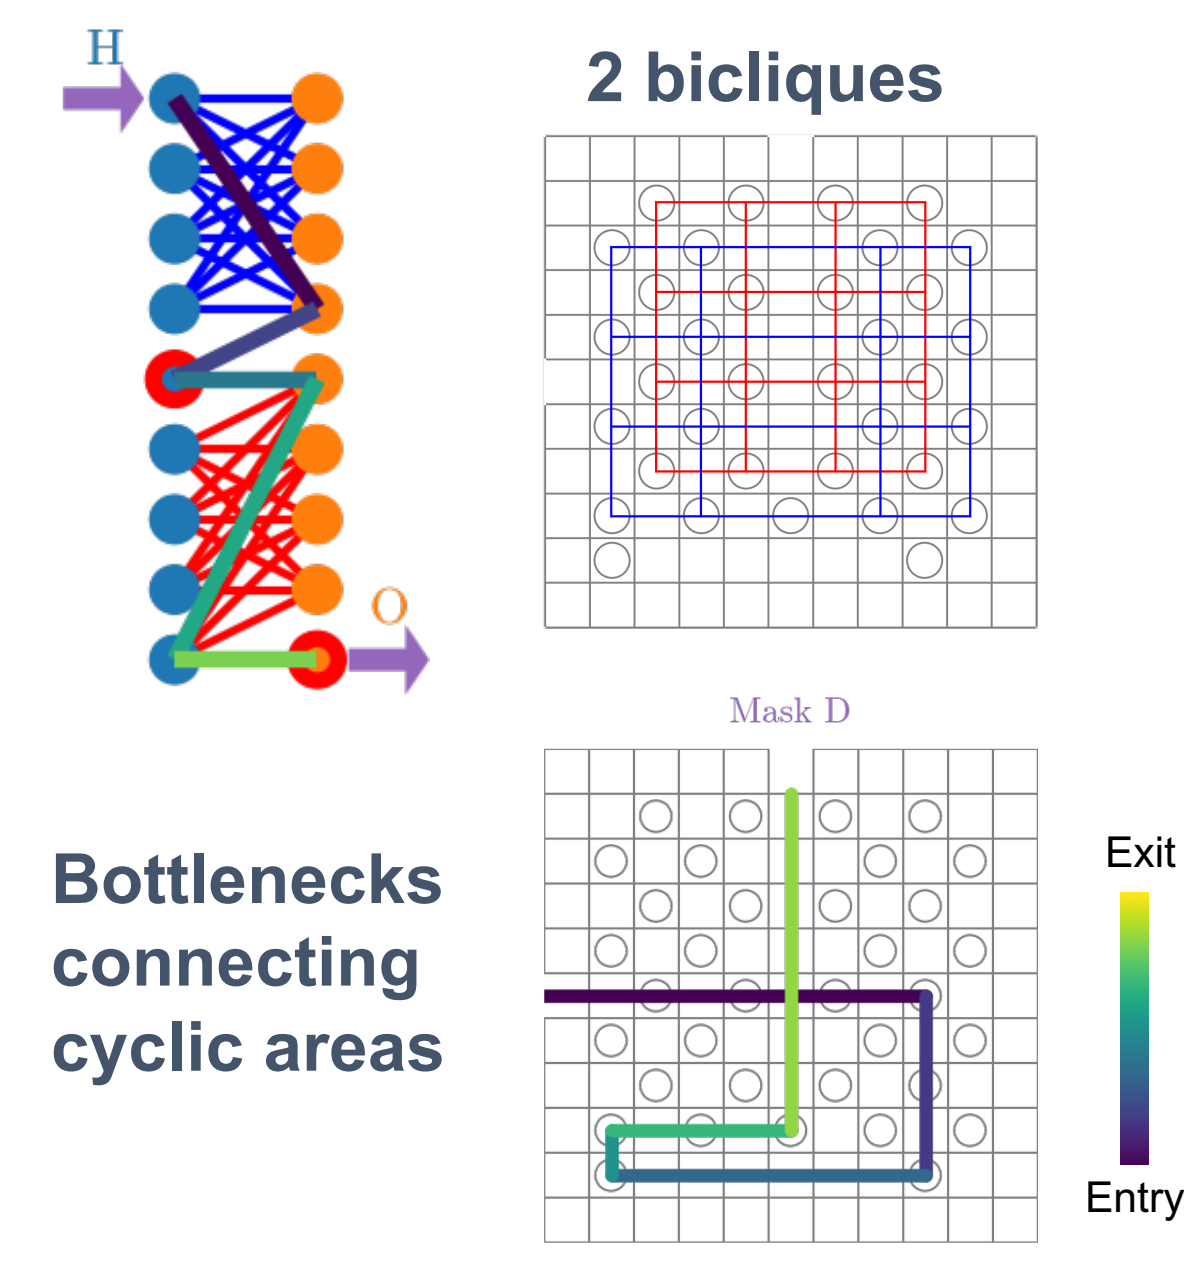 H
2 bicliques
O
Mask D
Bottlenecks
connecting
cyclic areas
Exit
Entry